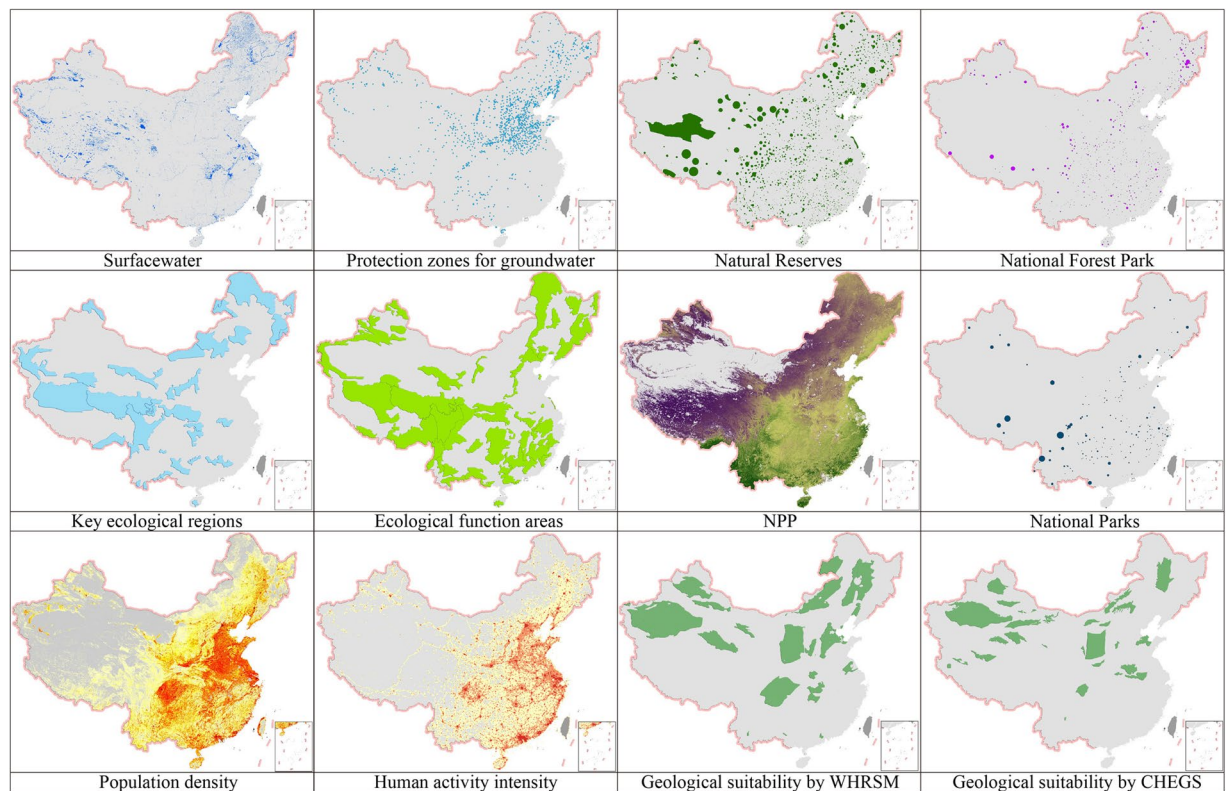 Surfacewater
Protection zones for groundwater
Natural Reserves
National Forest Park
Key ecological regions
Ecological function areas
NPP
National Parks
Population density
Human activity intensity
Geological suitability by WHRSM
Geological suitability by CHEGS